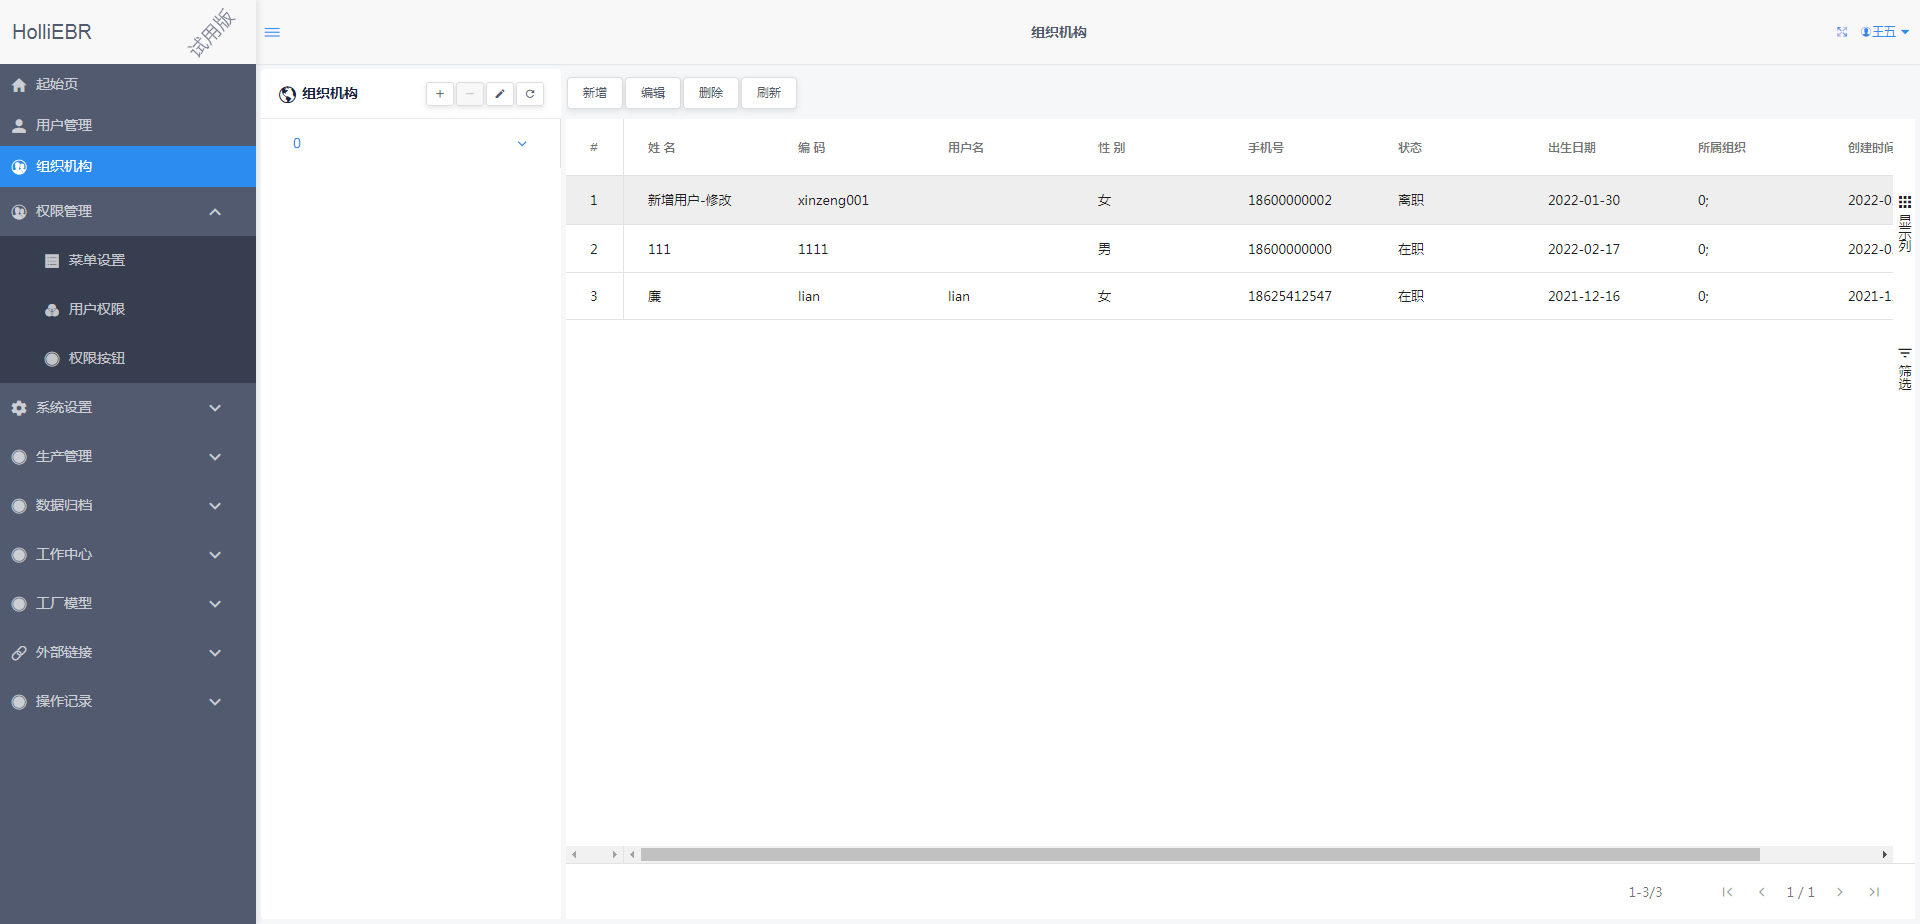 HolliEBR
试用版
组织机构
王五
起始页
用户管理
组织机构
权限管理
菜单设置
用户权限
权限按钮
系统设置
生产管理
数据归档
工作中心
工厂模型
外部链接
操作记录
组织机构
0
新增 编辑 删除 刷新
# 姓 名 编 码 用户名 性 别 手机号 状态 出生日期 所属组织 创建时间
1 新增用户-修改 xinzeng001 女 18600000002 离职 2022-01-30 0; 2022-0
2 111 1111 男 18600000000 在职 2022-02-17 0; 2022-0
3 廉 lian lian 女 18625412547 在职 2021-12-16 0; 2021-1
显示列
筛选
1-3/3 1 / 1